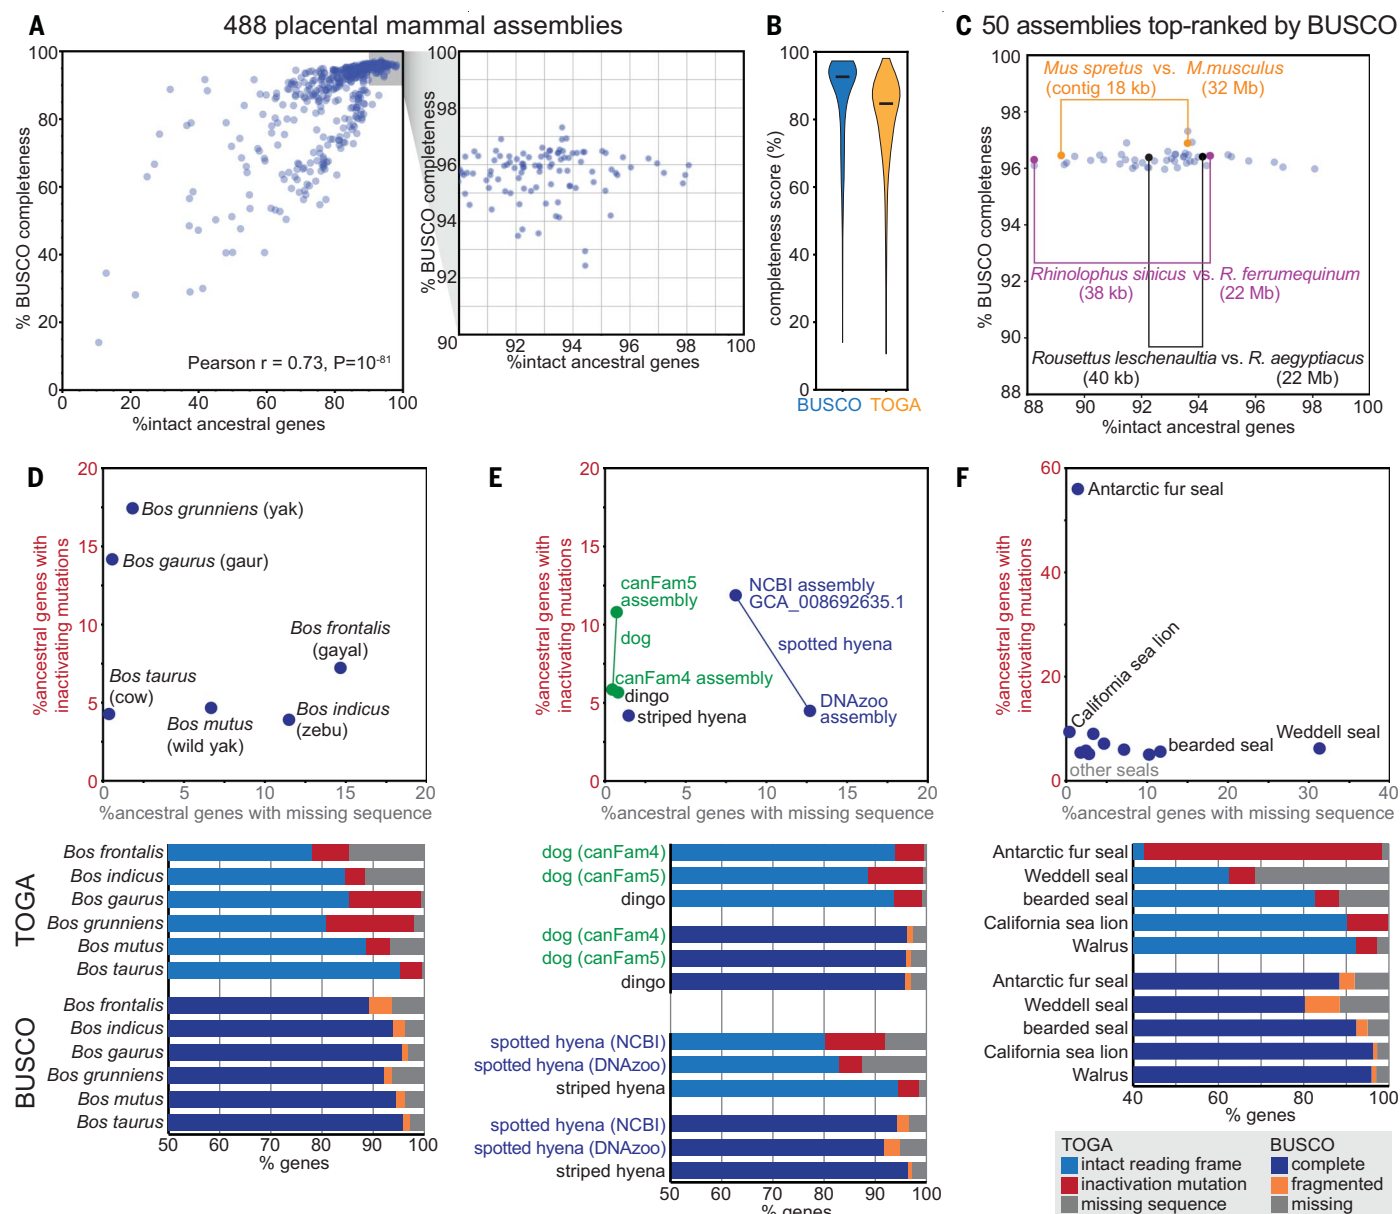 A
488 placental mammal assemblies
100
80
60
40
20
0
% BUSCO completeness
Pearson r = 0.73, P=10-81
0
20
40
60
80
100
%intact ancestral genes
100
98
96
94
92
90
% BUSCO completeness
92
94
96
98
100
%intact ancestral genes
B
100
80
60
40
20
0
completeness score (%)
BUSCO
TOGA
C
50 assemblies top-ranked by BUSCO
100
98
96
94
92
90
88
% BUSCO completeness
Mus spretus vs. M.musculus
(contig 18 kb)
(32 Mb)
Rhinolophus sinicus vs. R. ferrumequinum
(38 kb)
(22 Mb)
Rousettus leschenaultia vs. R. aegyptiacus
(40 kb)
(22 Mb)
88
90
92
94
96
98
100
%intact ancestral genes
D
%ancestral genes with
inactivating mutations
20
15
10
5
0
Bos grunniens (yak)
Bos gaurus (gaur)
Bos frontalis
(gayal)
Bos taurus
(cow)
Bos mutus
(wild yak)
Bos indicus
(zebu)
0
5
10
15
20
%ancestral genes with missing sequence
E
%ancestral genes with
inactivating mutations
20
15
10
5
0
canFam5
assembly
dog
canFam4 assembly
dingo
striped hyena
NCBI assembly
GCA_008692635.1
spotted hyena
DNAzoo
assembly
0
5
10
15
20
%ancestral genes with missing sequence
F
%ancestral genes with
inactivating mutations
60
40
20
0
Antarctic fur seal
California sea lion
Weddell seal
bearded seal
other seals
0
10
20
30
40
%ancestral genes with missing sequence
TOGA
Bos frontalis
Bos indicus
Bos gaurus
Bos grunniens
Bos mutus
Bos taurus
BUSCO
Bos frontalis
Bos indicus
Bos gaurus
Bos grunniens
Bos mutus
Bos taurus
50
60
70
80
90
100
% genes
dog (canFam4)
dog (canFam5)
dingo
dog (canFam4)
dog (canFam5)
dingo
spotted hyena (NCBI)
spotted hyena (DNAzoo)
striped hyena
spotted hyena (NCBI)
spotted hyena (DNAzoo)
striped hyena
50
60
70
80
90
100
% genes
Antarctic fur seal
Weddell seal
bearded seal
California sea lion
Walrus
Antarctic fur seal
Weddell seal
bearded seal
California sea lion
Walrus
40
60
80
100
% genes
TOGA
intact reading frame
inactivation mutation
missing sequence
BUSCO
complete
fragmented
missing